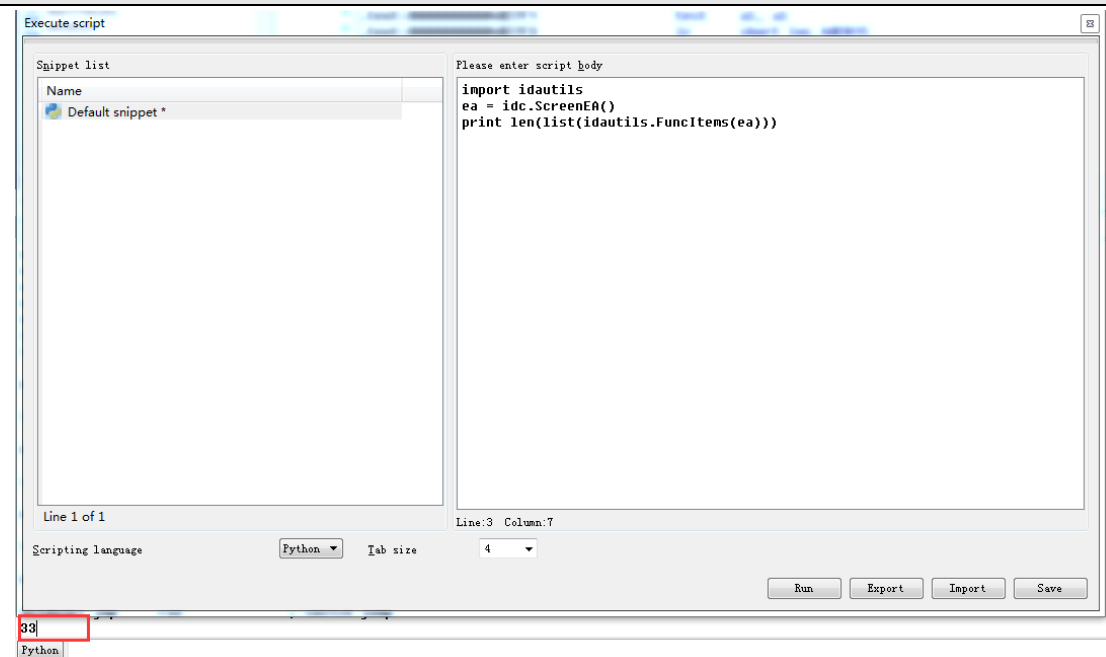 Execute script
Snippet list
Name
Default snippet *
Line 1 of 1
Please enter script body
import idautils
ea = idc.ScreenEA()
print len(list(idautils.FuncItems(ea)))
Line:3 Column:7
Scripting language
Python
Tab size
4
Run
Export
Import
Save
33
Python